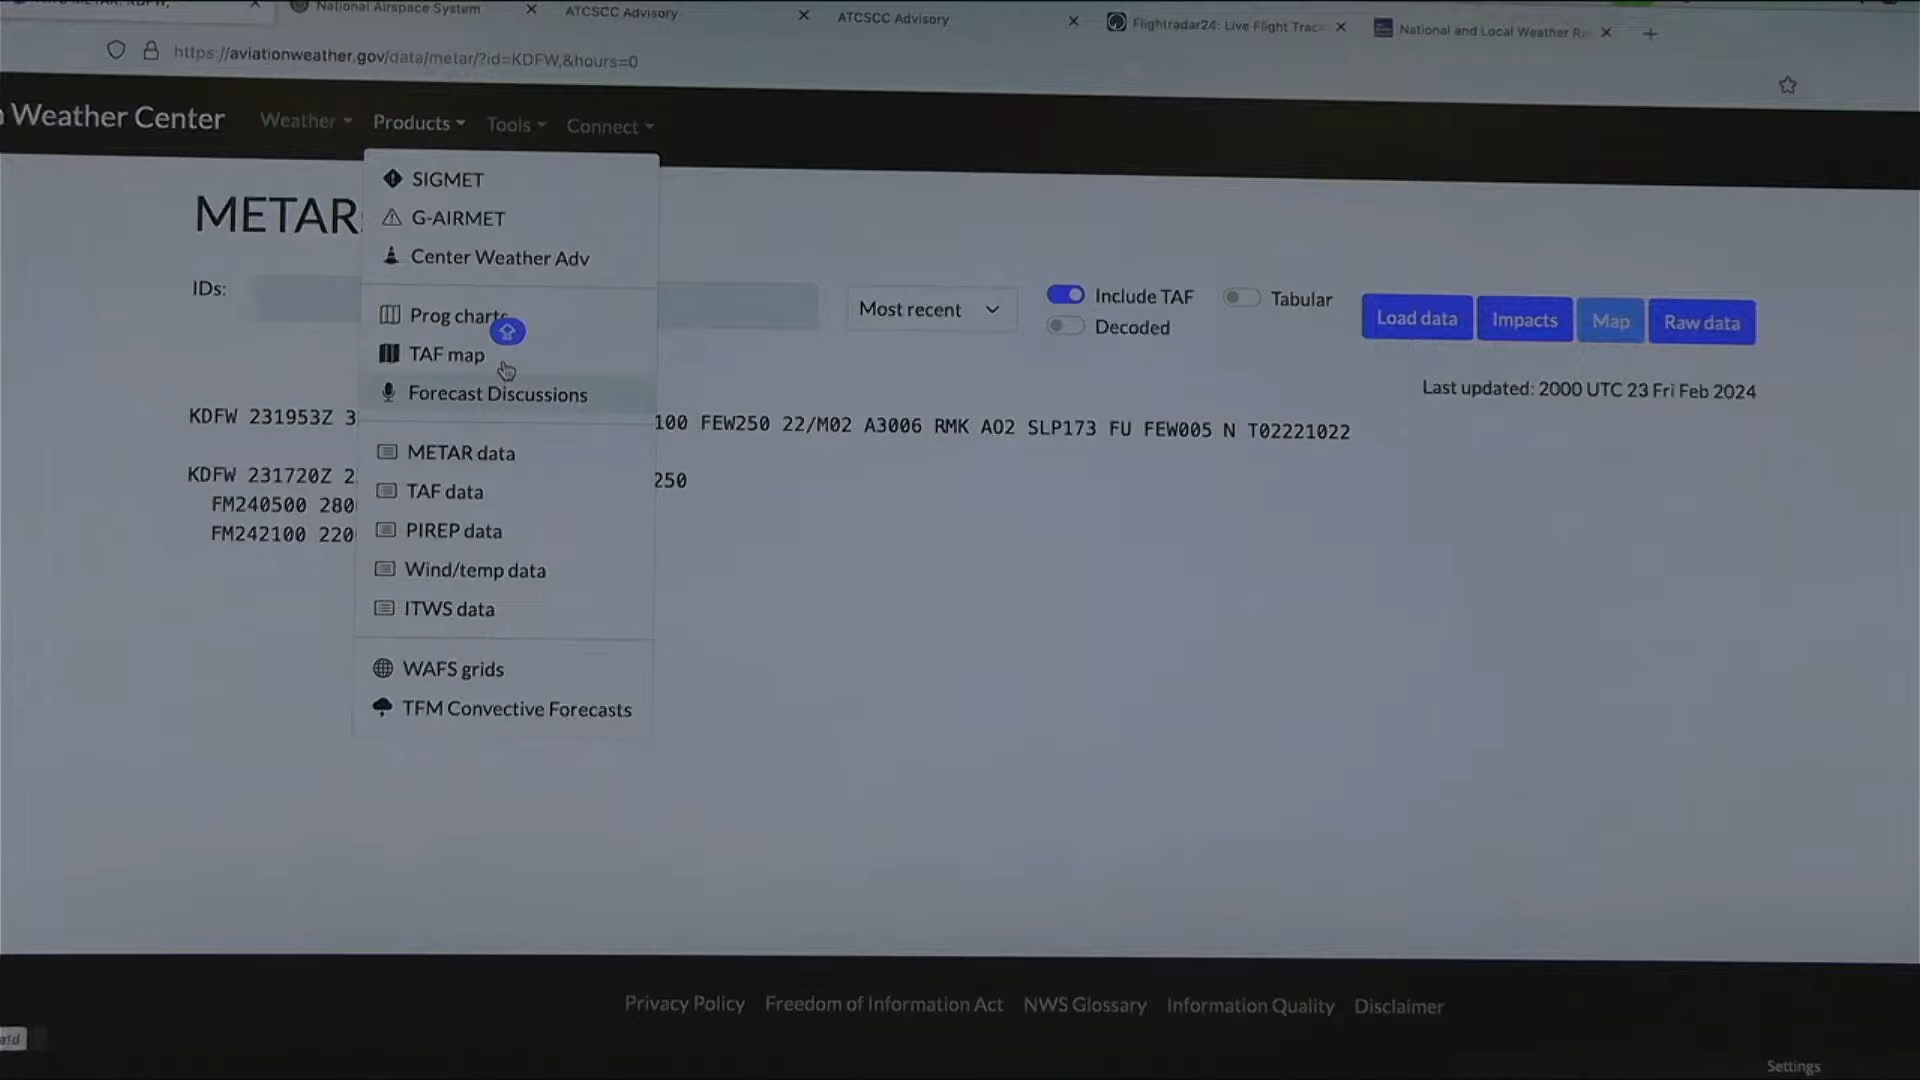 National Airspace System
ATCSCC Advisory
ATCSCC Advisory
Flightradar24: Live Flight Trac
National and Local Weather Ra
https://aviationweather.gov/data/metar/?id=KDFW,&hours=0
Weather Center
Weather
Products
Tools
Connect
SIGMET
G-AIRMET
Center Weather Adv
Prog charts
TAF map
Forecast Discussions
METAR data
TAF data
PIREP data
Wind/temp data
ITWS data
WAFS grids
TFM Convective Forecasts
METAR
IDs:
Most recent
Include TAF
Tabular
Decoded
Load data
Impacts
Map
Raw data
Last updated: 2000 UTC 23 Fri Feb 2024
KDFW 231953Z 3
100 FEW250 22/M02 A3006 RMK AO2 SLP173 FU FEW005 N T02221022
KDFW 231720Z 2
250
FM240500 280
FM242100 220
Privacy Policy
Freedom of Information Act
NWS Glossary
Information Quality
Disclaimer
Settings